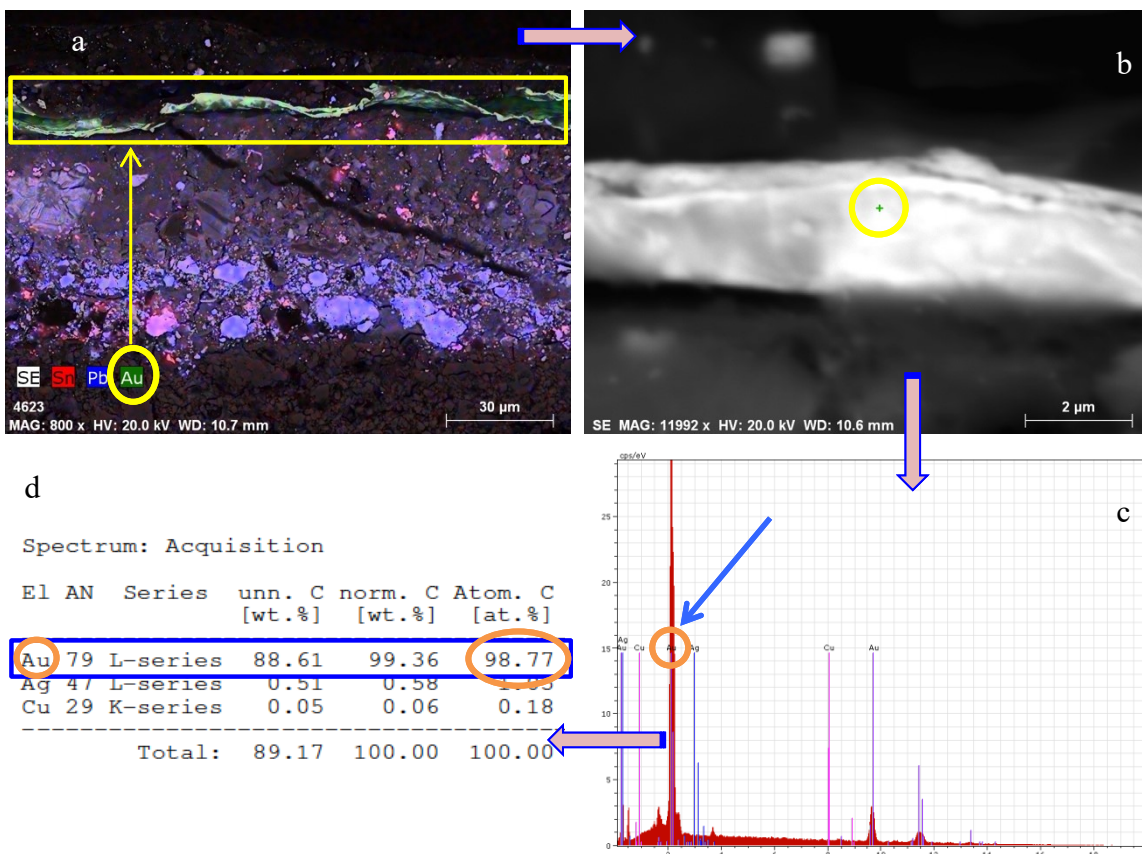 a
SE Sn Pb Au
4623
MAG: 800 x HV: 20.0 kV WD: 10.7 mm
30 µm
b
SE MAG: 11992 x HV: 20.0 kV WD: 10.6 mm
2 µm
d
Spectrum: Acquisition
El AN Series unn. C norm. C Atom. C
[wt.%] [wt.%] [at.%]
Au 79 L-series 88.61 99.36 98.77
Ag 47 L-series 0.51 0.58
Cu 29 K-series 0.05 0.06 0.18
Total: 89.17 100.00 100.00
cps/eV
c
25
20
15
Ag
Au Cu Au Ag Cu Au
10
5
0